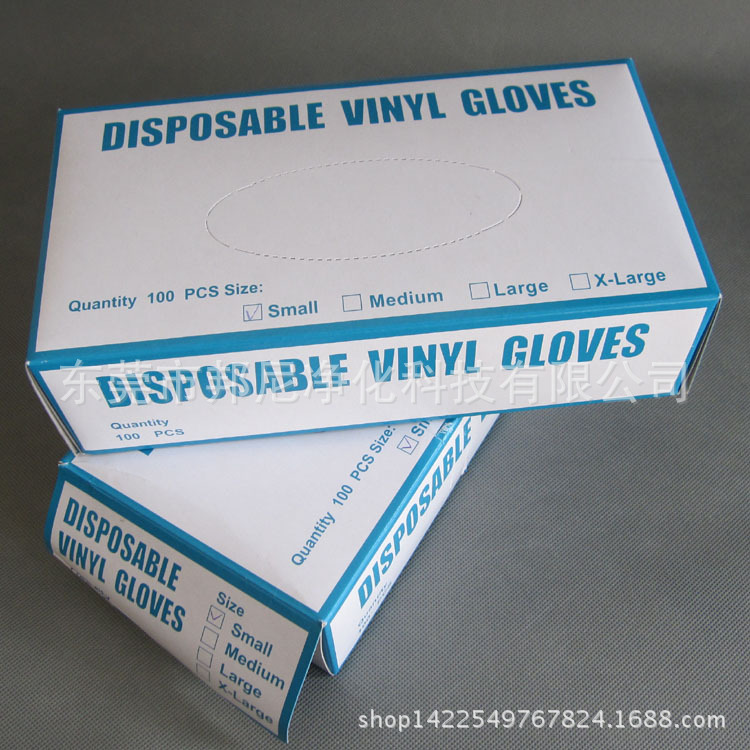 DISPOSABLE VINYL GLOVES
Quantity 100 PCS Size:
Small Medium Large X-Large
DISPOSABLE VINYL GLOVES
Quantity
100 PCS
东莞市邦尼净化科技有限公司
Quantity 100 PCS Size:
DISPOSABLE
DISPOSABLE
VINYL GLOVES
Size
Small
Medium
Large
X-Large
shop1422549767824.1688.com